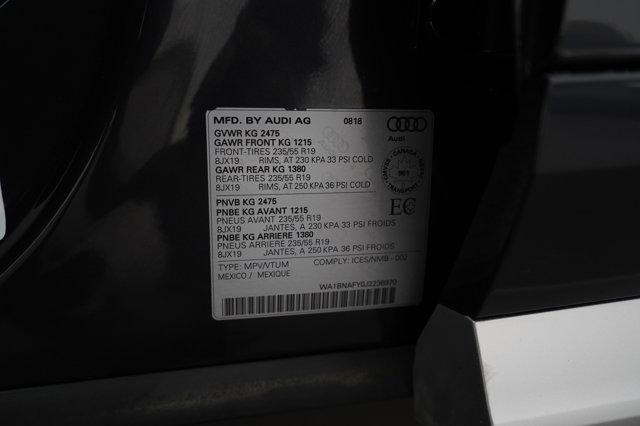 MFD. BY AUDI AG 0818
Audi
GVWR KG 2475
GAWR FRONT KG 1215
FRONT-TIRES 235/55 R19
8JX19 RIMS, AT 230 KPA 33 PSI COLD
GAWR REAR KG 1380
REAR-TIRES 235/55 R19
8JX19 RIMS, AT 250 KPA 36 PSI COLD
CANADA
TRANSPORT
PNVB KG 2475
PNBE KG AVANT 1215
PNEUS AVANT 235/55 R19
8JX19 JANTES, A 230 KPA 33 PSI FROIDS
PNBE KG ARRIERE 1380
PNEUS ARRIERE 235/55 R19
8JX19 JANTES, A 250 KPA 36 PSI FROIDS
EC
TYPE: MPV/VTUM COMPLY: ICES/NMB - 002
MEXICO / MEXIQUE
WA1BNAFY0J2236970